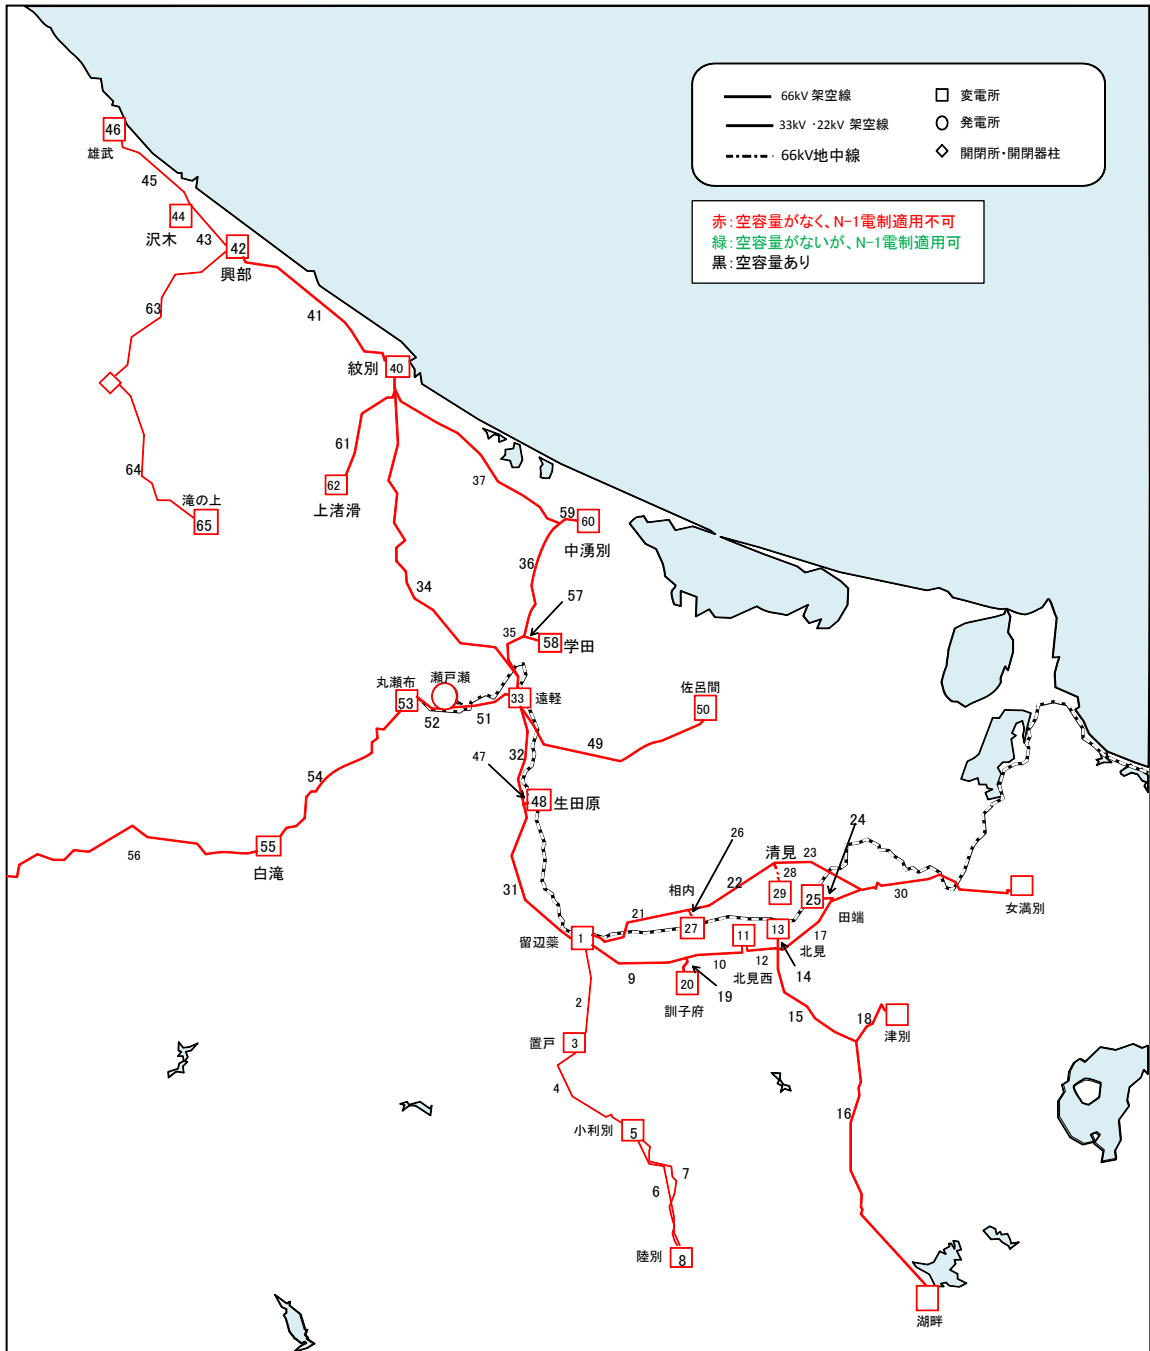 66kV 架空線
変電所
33kV ・22kV 架空線
発電所
66kV地中線
開閉所・開閉器柱
赤：空容量がなく、N-1電制適用不可
緑：空容量がないが、N-1電制適用可
黒：空容量あり
46
雄武
45
44
沢木
43
42
興部
63
41
紋別
40
61
62
上渚滑
64
滝の上
65
37
59
60
中湧別
36
34
57
35
58
学田
瀬戸瀬
丸瀬布
53
52
51
33
遠軽
佐呂間
50
49
32
47
48
生田原
54
55
白滝
56
31
24
26
清見
23
28
22
29
25
田端
30
女満別
相内
21
27
留辺蘂
1
11
13
北見
17
9
10
12
北見西
14
19
20
訓子府
2
15
18
津別
置戸
3
4
16
小利別
5
7
6
陸別
8
湖畔